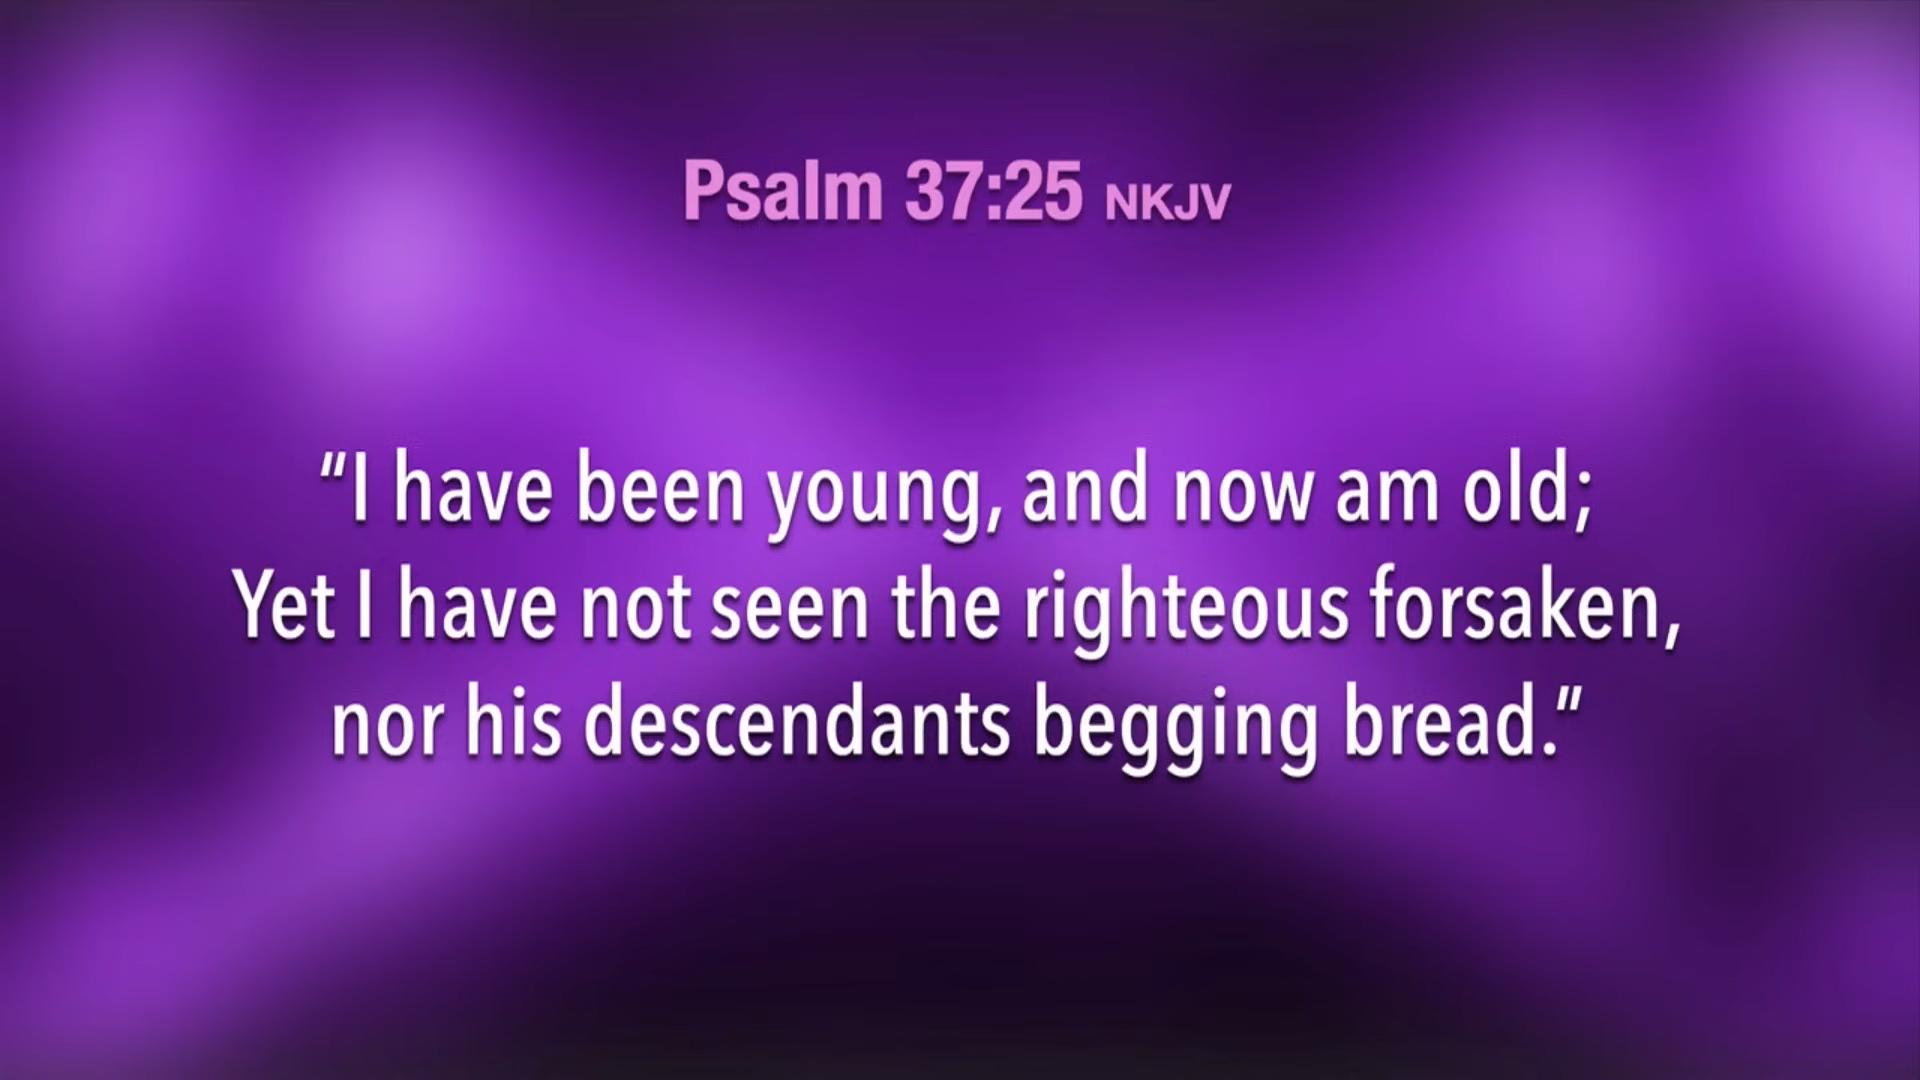 Psalm 37:25 NKJV
“I have been young, and now am old;
Yet I have not seen the righteous forsaken,
nor his descendants begging bread.”